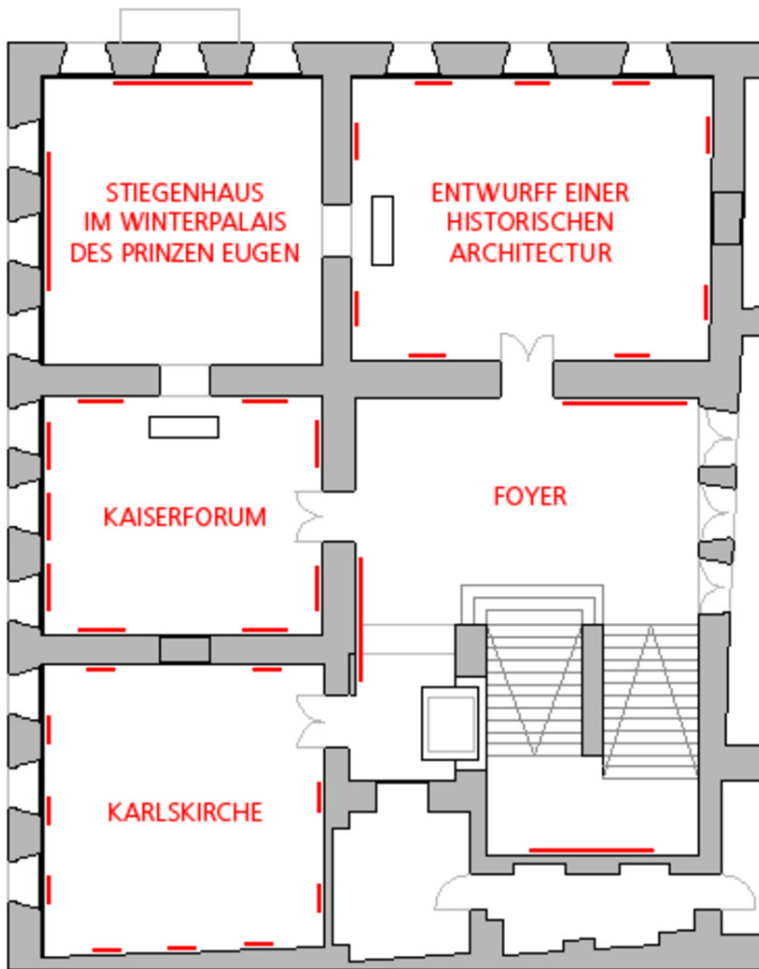 STIEGENHAUS
IM WINTERPALAIS
DES PRINZEN EUGEN
ENTWURFF EINER
HISTORISCHEN
ARCHITECTUR
KAISERFORUM
FOYER
KARLSKIRCHE